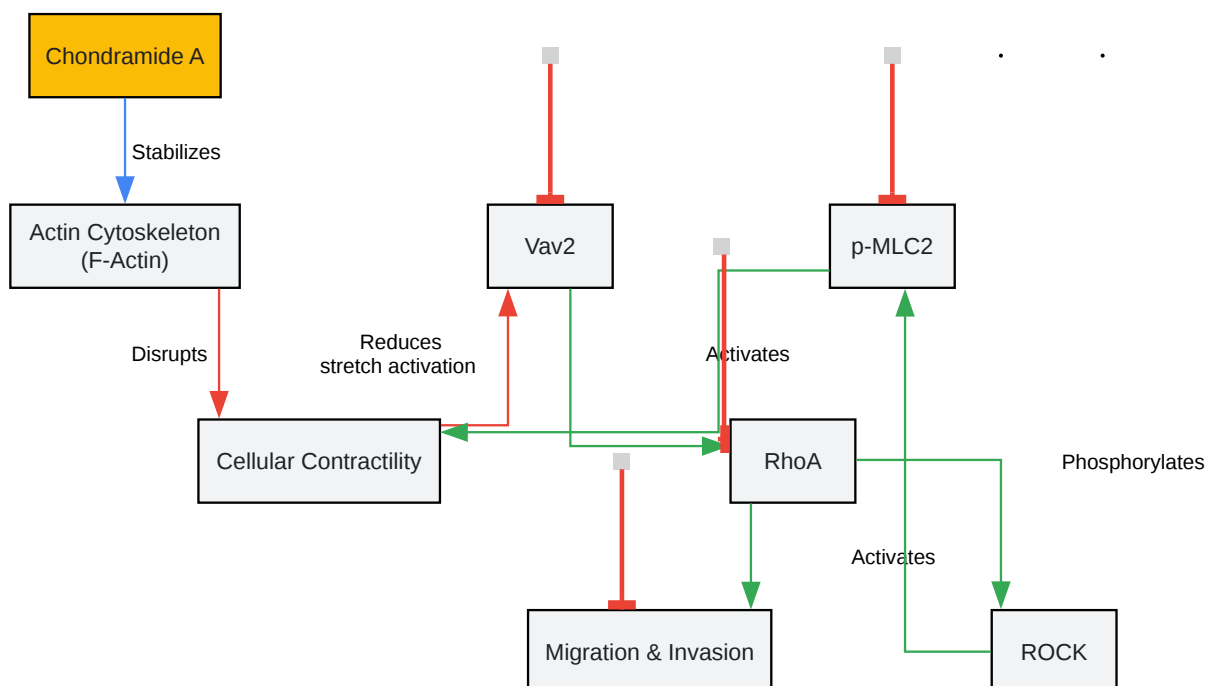 Chondramide A
Stabilizes
Actin Cytoskeleton
(F-Actin)
Vav2
p-MLC2
Disrupts
Reduces
stretch activation
Activates
Cellular Contractility
RhoA
Phosphorylates
Activates
Migration & Invasion
ROCK